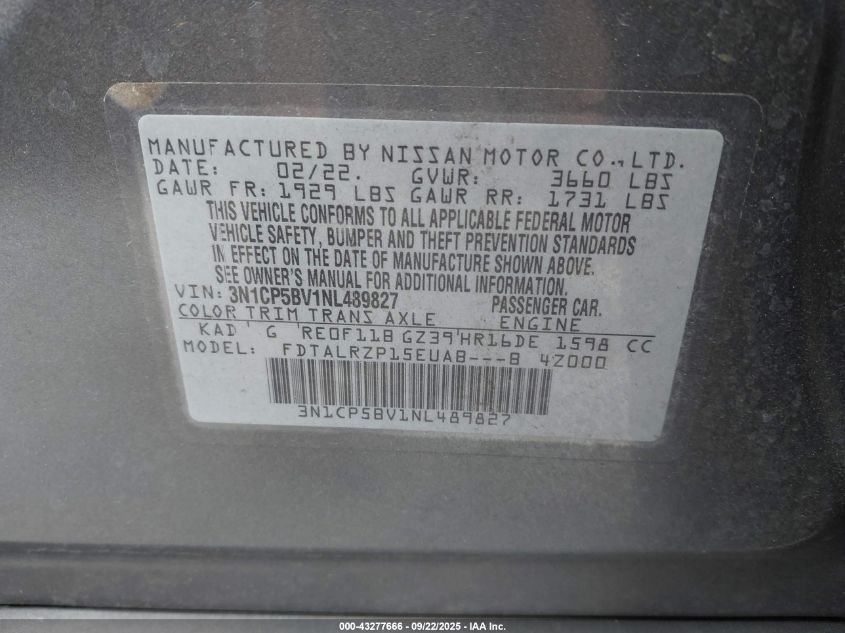 MANUFACTURED BY NISSAN MOTOR CO., LTD.
DATE: 02/22. GVWR: 3660 LBS
GAWR FR: 1929 LBS GAWR RR: 1731 LBS
THIS VEHICLE CONFORMS TO ALL APPLICABLE FEDERAL MOTOR
VEHICLE SAFETY, BUMPER AND THEFT PREVENTION STANDARDS
IN EFFECT ON THE DATE OF MANUFACTURE SHOWN ABOVE.
SEE OWNER'S MANUAL FOR ADDITIONAL INFORMATION.
VIN: 3N1CP5BV1NL489827 PASSENGER CAR.
COLOR TRIM TRANS AXLE ENGINE
KAD G RE0F11B GZ39 HR16DE 1598 CC
MODEL: FDTALRZP15EUAB---B 4Z000
3N1CP5BV1NL489827
000-43277666 - 09/22/2025 - IAA Inc.